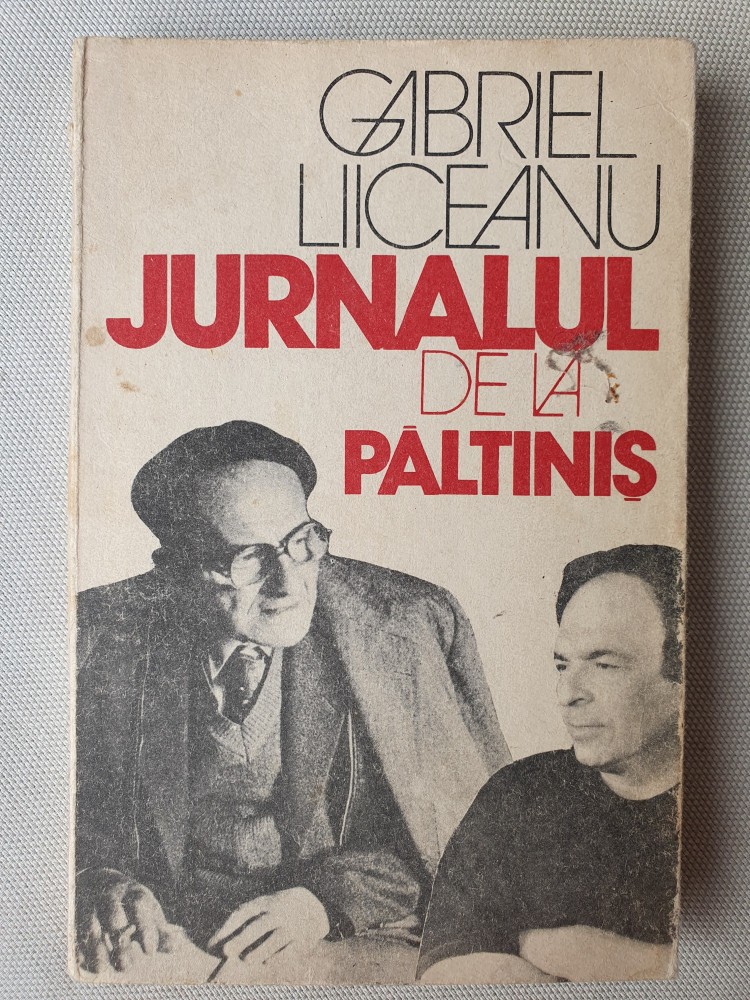 GABRIEL
LIICEANU
JURNALUL
DE LA
PĂLTINIȘ